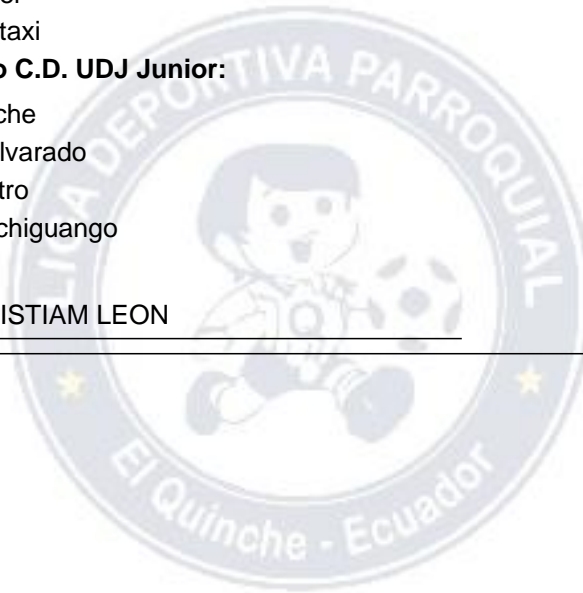 taxi
o C.D. UDJ Junior:
che
lvarado
tro
chiguango
ISTIAM LEON
LIGA DEPORTIVA PARROQUIAL
Q
El Quinche - Ecuador